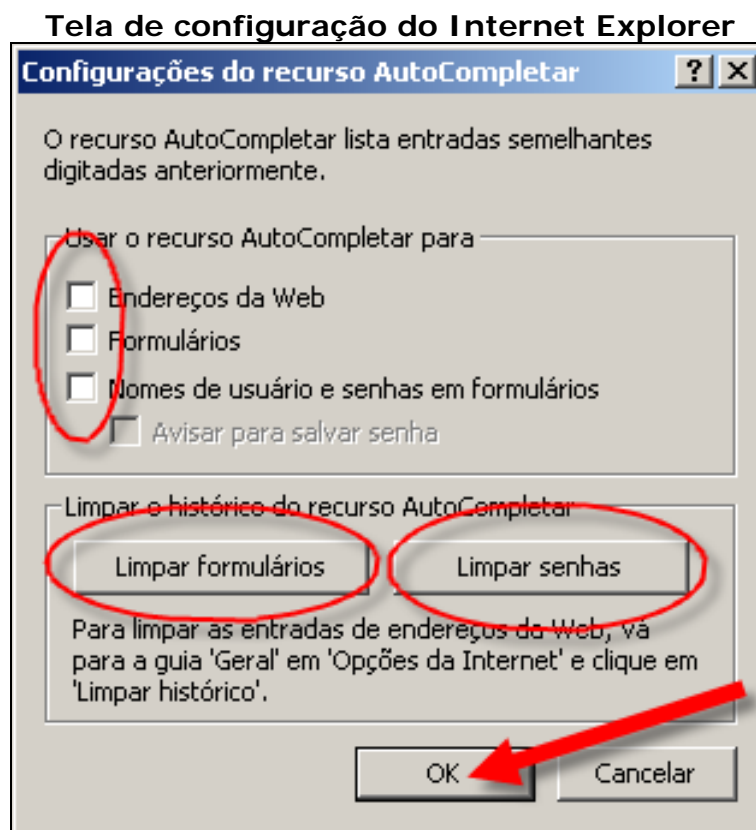 Tela de configuração do Internet Explorer
Configurações do recurso AutoCompletar
O recurso AutoCompletar lista entradas semelhantes
digitadas anteriormente.
Usar o recurso AutoCompletar para
Endereços da Web
Formulários
Nomes de usuário e senhas em formulários
Avisar para salvar senha
Limpar o histórico do recurso AutoCompletar
Limpar formulários Limpar senhas
Para limpar as entradas de endereços da Web, vá
para a guia 'Geral' em 'Opções da Internet' e clique em
'Limpar histórico'.
OK Cancelar